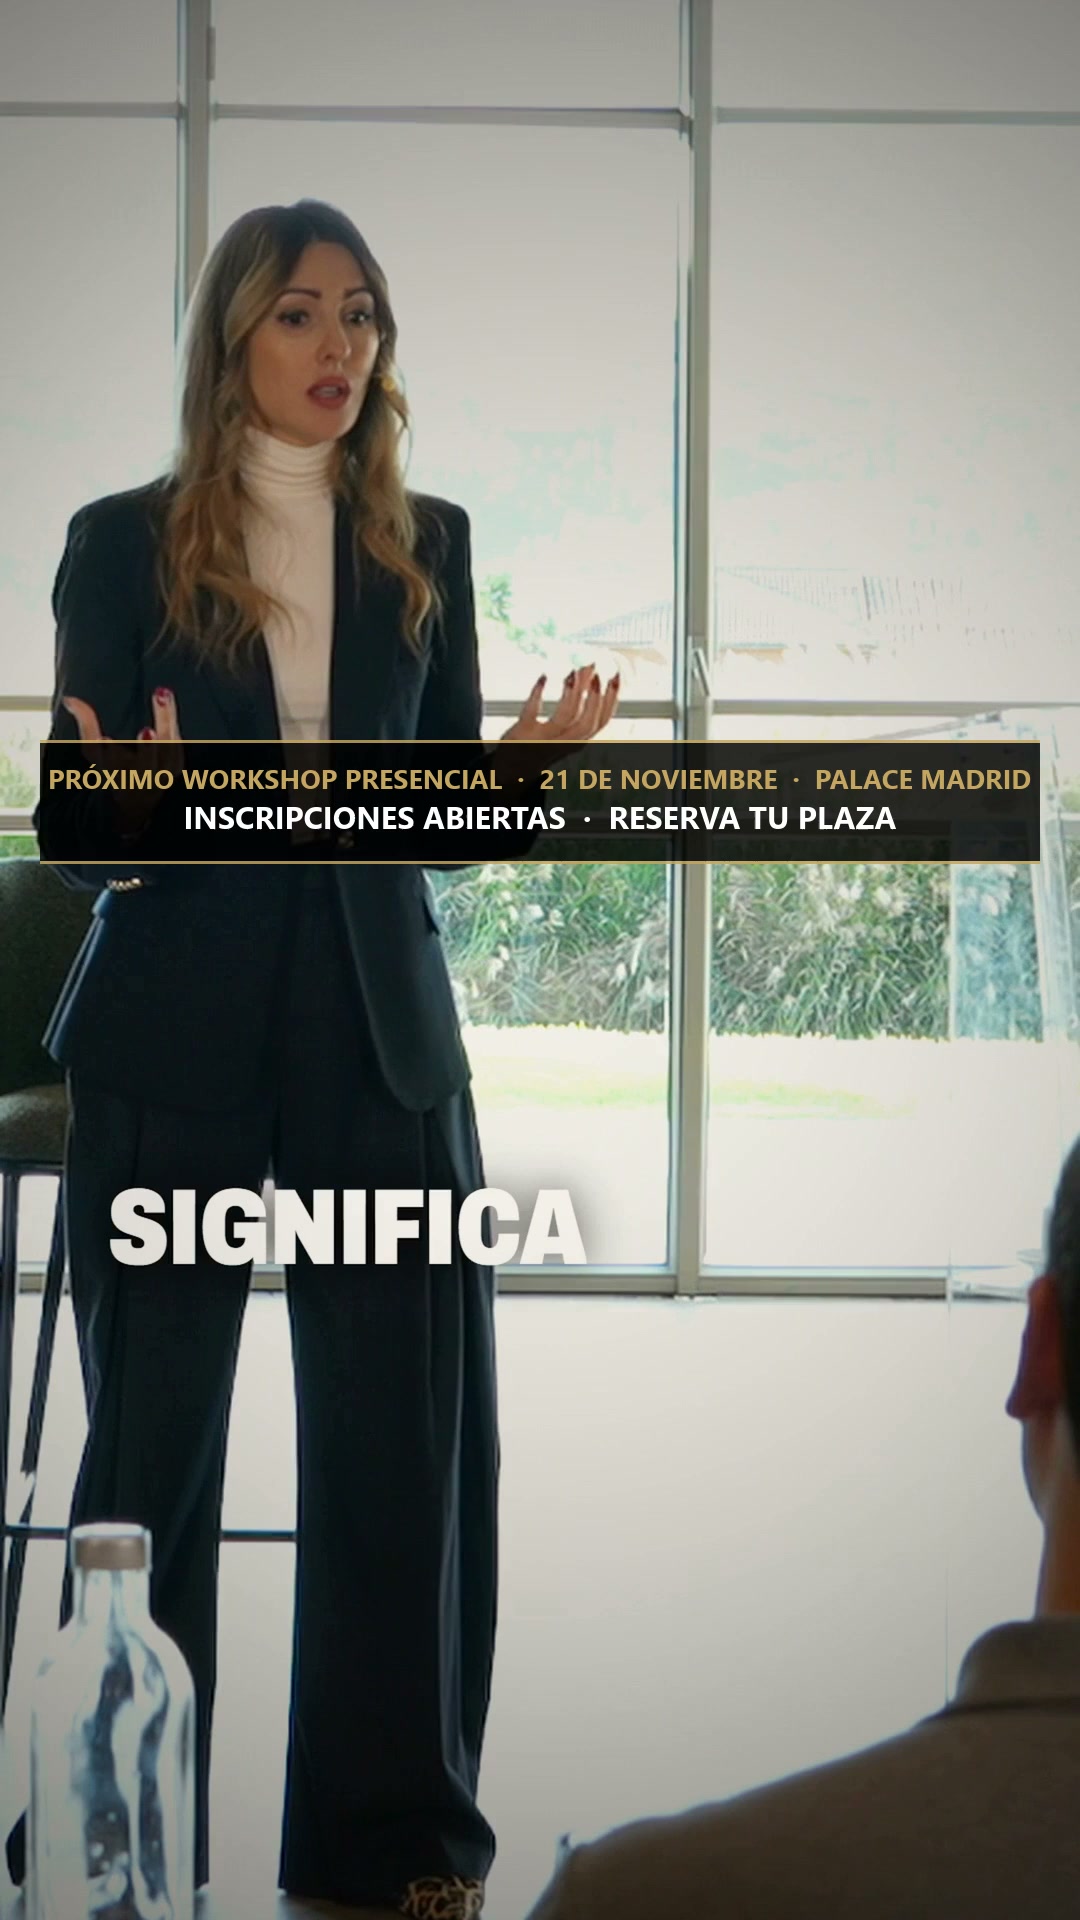 PRÓXIMO WORKSHOP PRESENCIAL · 21 DE NOVIEMBRE · PALACE MADRID
INSCRIPCIONES ABIERTAS · RESERVA TU PLAZA
SIGNIFICA